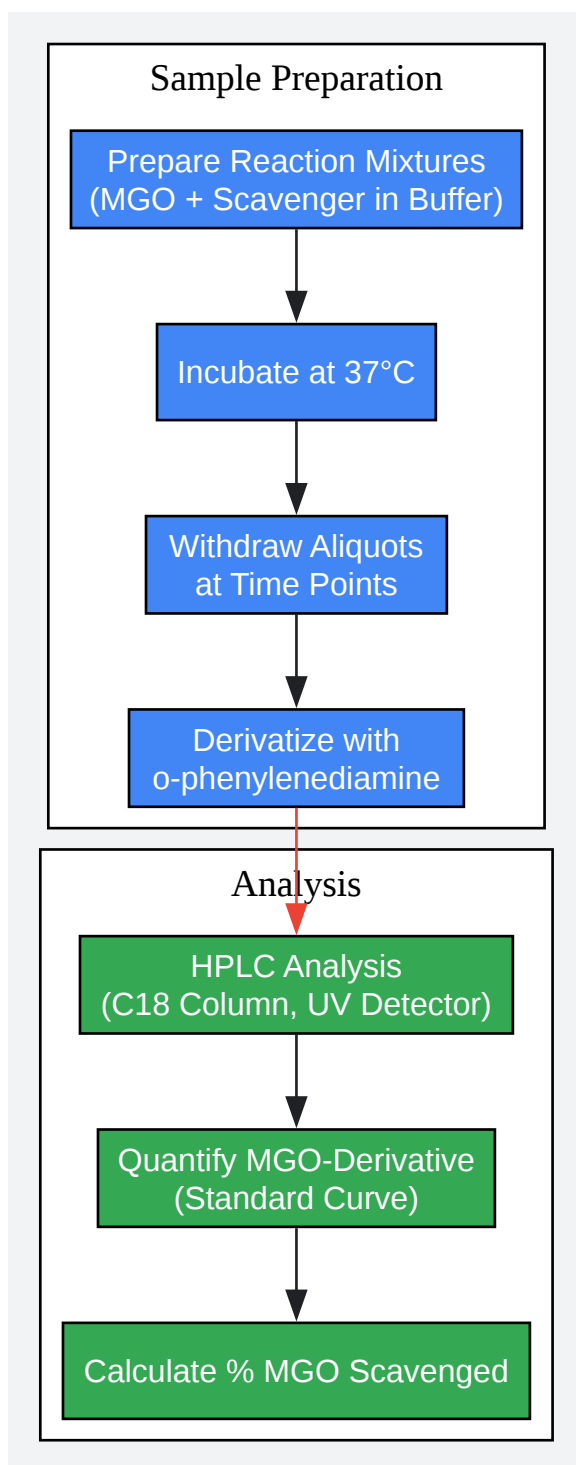 Sample Preparation
Prepare Reaction Mixtures
(MGO + Scavenger in Buffer)
Incubate at 37°C
Withdraw Aliquots
at Time Points
Derivatize with
o-phenylenediamine
Analysis
HPLC Analysis
(C18 Column, UV Detector)
Quantify MGO-Derivative
(Standard Curve)
Calculate % MGO Scavenged